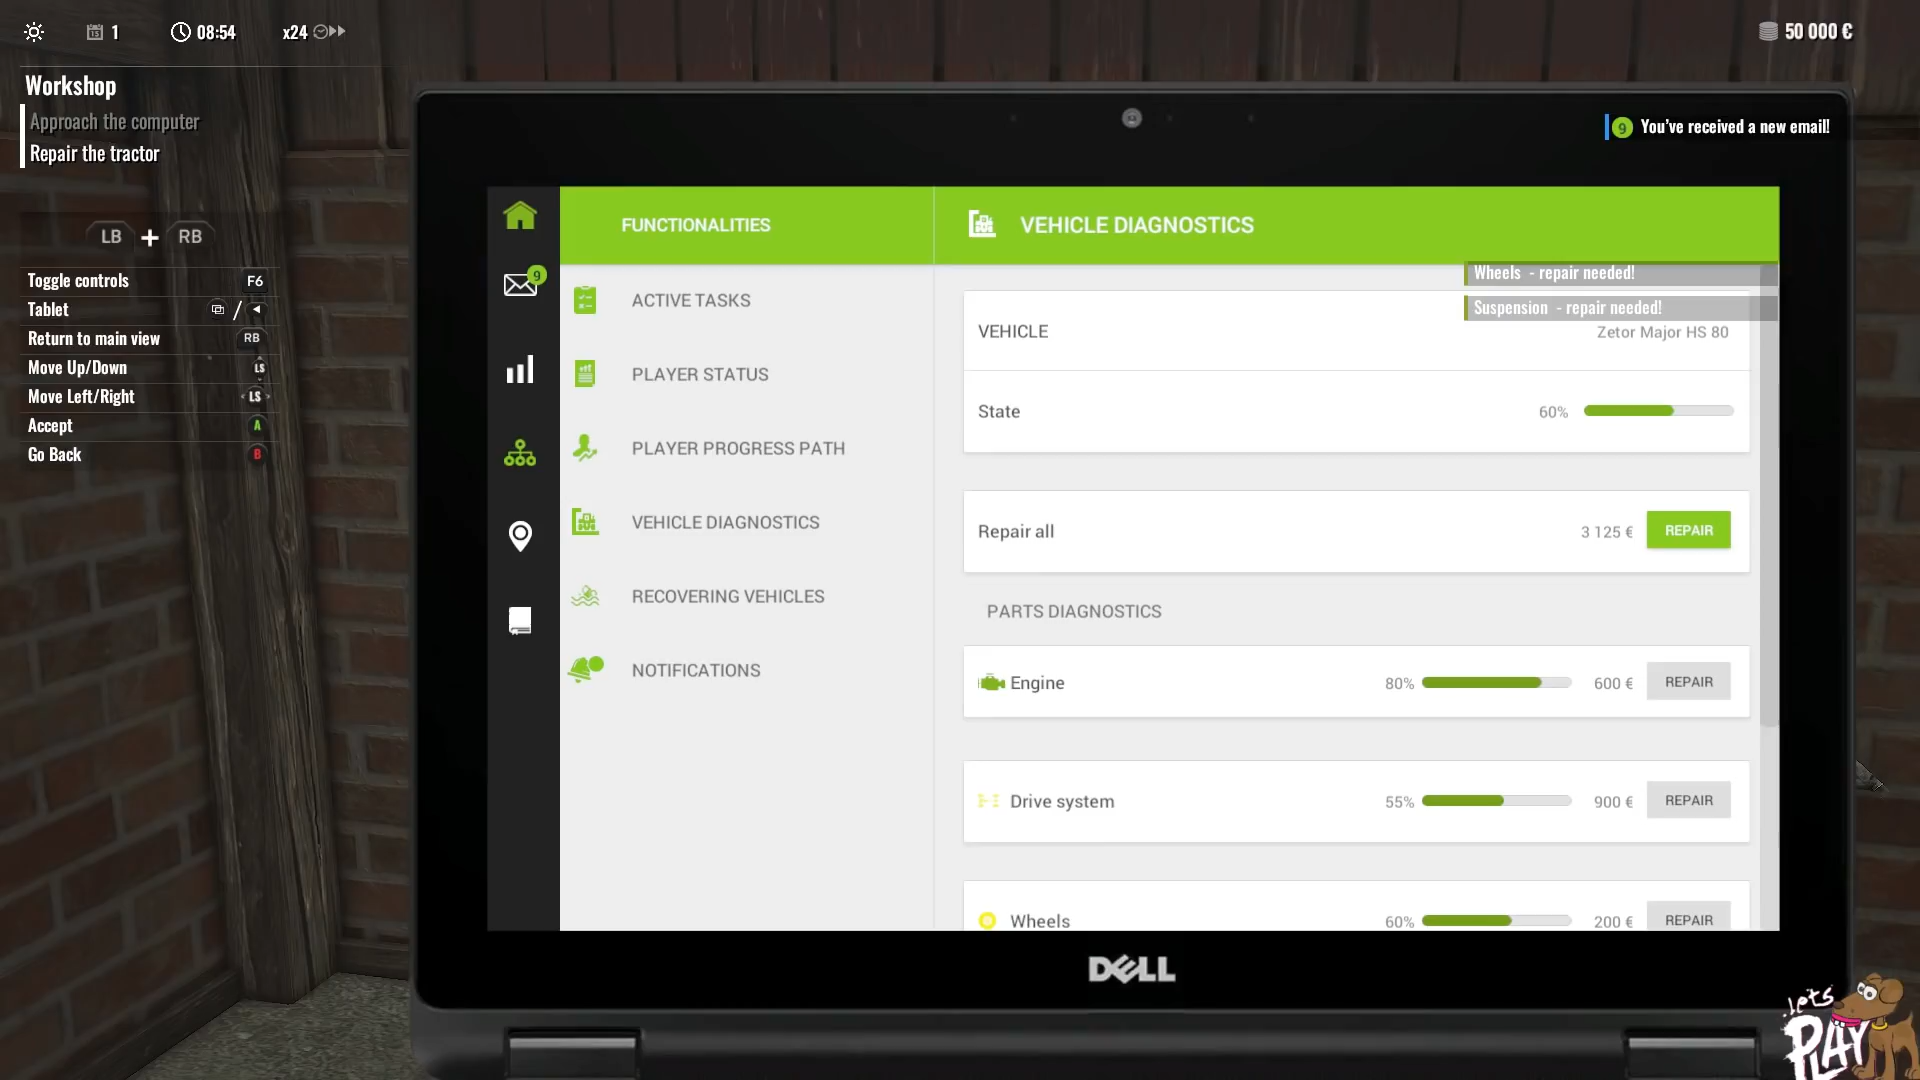 1
08:54
x24
50 000 €
Workshop
Approach the computer
Repair the tractor
LB + RB
Toggle controls F6
Tablet /
Return to main view RB
Move Up/Down LS
Move Left/Right LS
Accept A
Go Back B
9 You've received a new email!
FUNCTIONALITIES
9
ACTIVE TASKS
PLAYER STATUS
PLAYER PROGRESS PATH
VEHICLE DIAGNOSTICS
RECOVERING VEHICLES
NOTIFICATIONS
VEHICLE DIAGNOSTICS
Wheels - repair needed!
Suspension - repair needed!
VEHICLE Zetor Major HS 80
State 60%
Repair all 3 125 € REPAIR
PARTS DIAGNOSTICS
Engine 80% 600 € REPAIR
Drive system 55% 900 € REPAIR
Wheels 60% 200 € REPAIR
DELL
Lets
PLAY